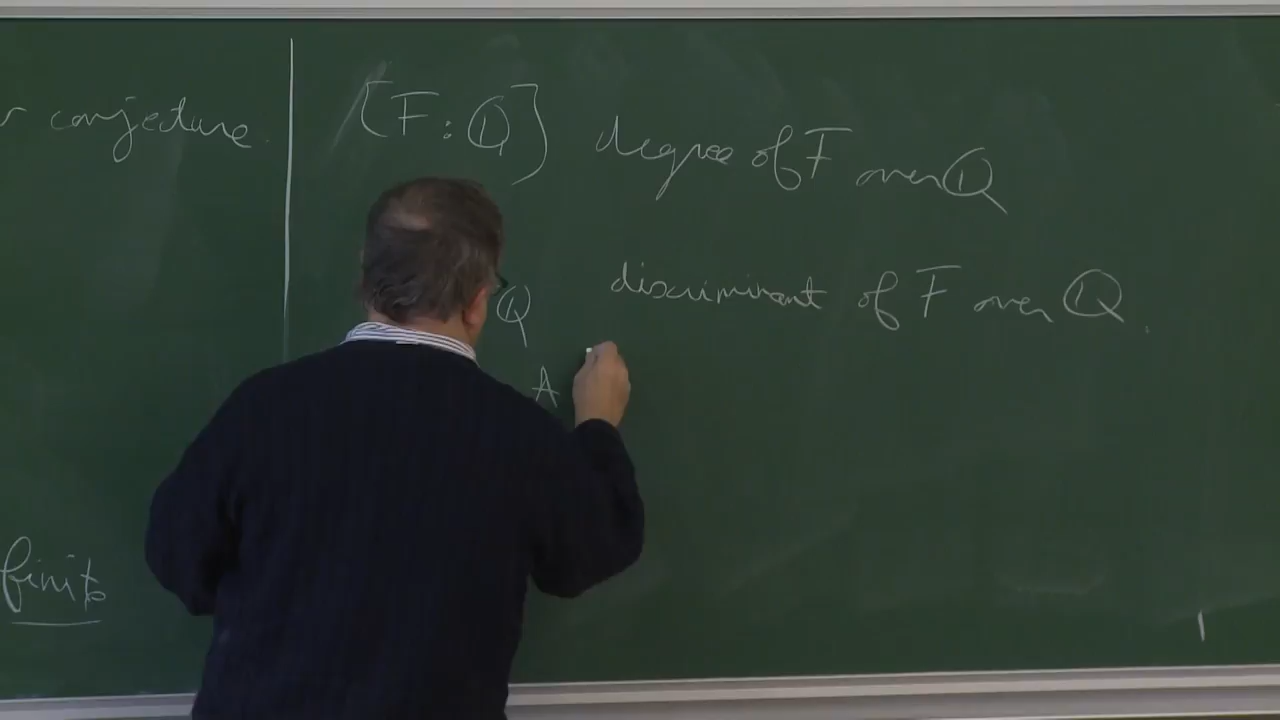 conjecture.
[F:ℚ] degree of F over ℚ
ℚ discriminant of F over ℚ.
A
finite